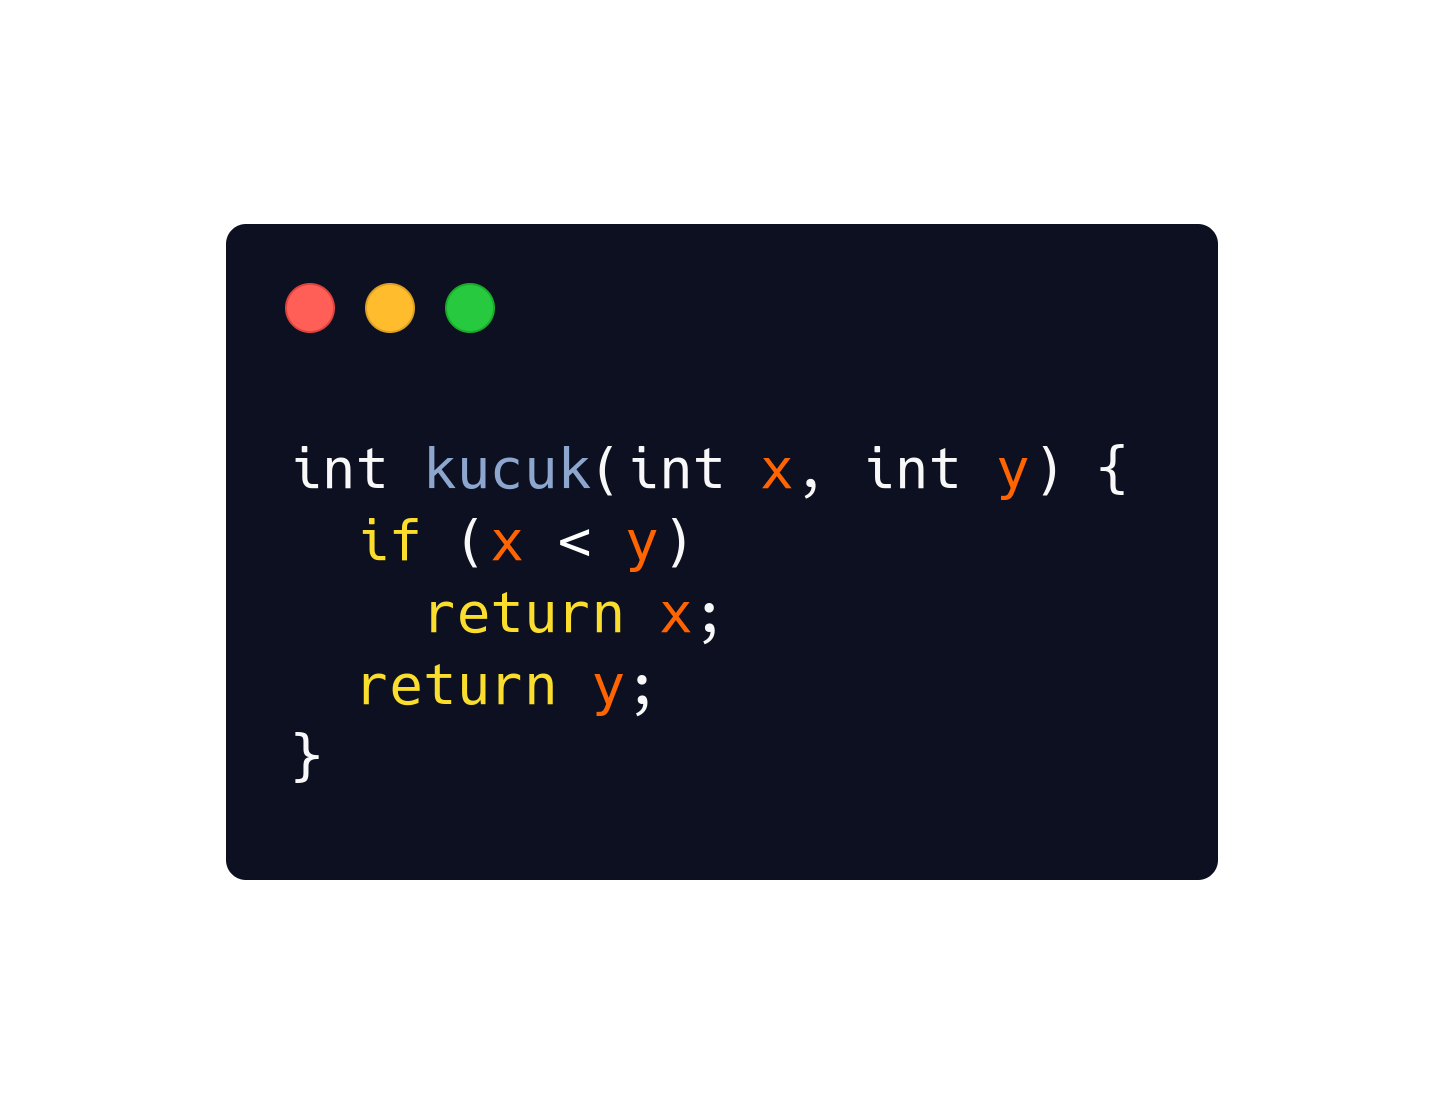 int kucuk(int x, int y) {
  if (x < y)
    return x;
  return y;
}